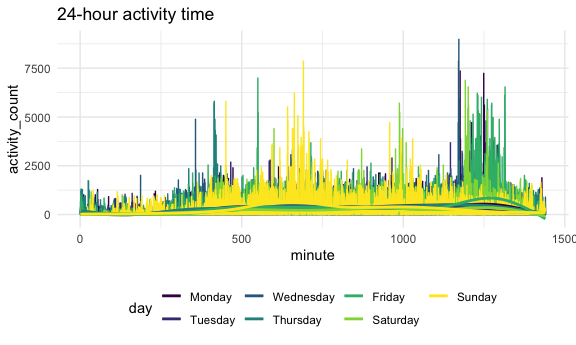 24-hour activity time
activity_count
7500
5000
2500
0
0 500 1000 1500
minute
day
Monday Wednesday Friday Sunday
Tuesday Thursday Saturday